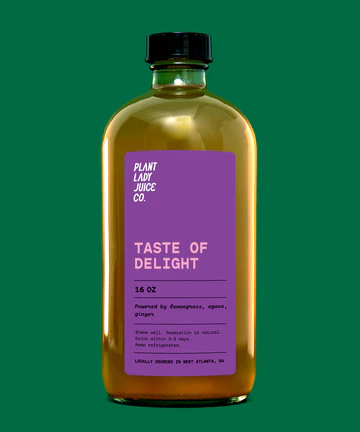 PLANT
LADY
JUICE
CO.
TASTE OF
DELIGHT
16 OZ
Powered by lemongrass, agave,
ginger
Shake well. Separation is natural.
Drink within 3-5 days.
Keep refrigerated.
LOCALLY SOURCED IN WEST ATLANTA, GA